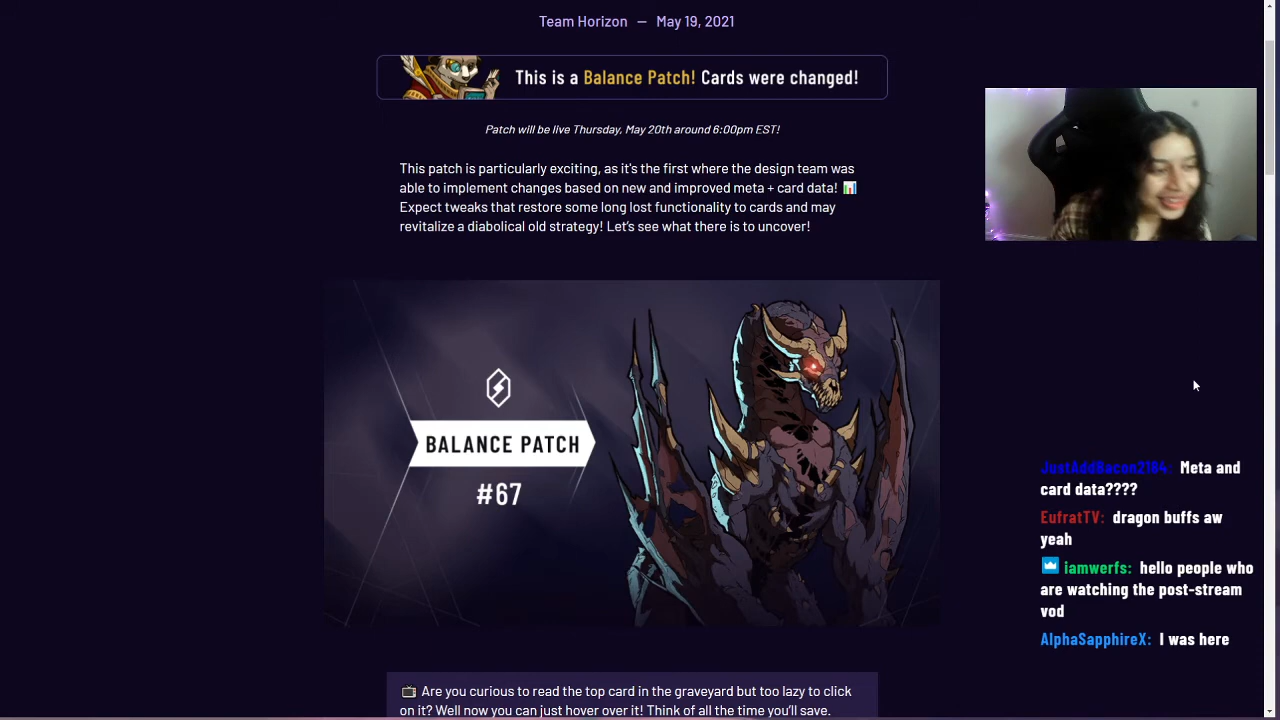 Team Horizon — May 19, 2021
This is a Balance Patch! Cards were changed!
Patch will be live Thursday, May 20th around 6:00pm EST!
This patch is particularly exciting, as it's the first where the design team was
able to implement changes based on new and improved meta + card data! 📊
Expect tweaks that restore some long lost functionality to cards and may
revitalize a diabolical old strategy! Let's see what there is to uncover!
BALANCE PATCH
#67
JustAddBacon2184: Meta and
card data????
EufratTV: dragon buffs aw
yeah
iamwerfs: hello people who
are watching the post-stream
vod
AlphaSapphireX: I was here
📺 Are you curious to read the top card in the graveyard but too lazy to click
on it? Well now you can just hover over it! Think of all the time you'll save.